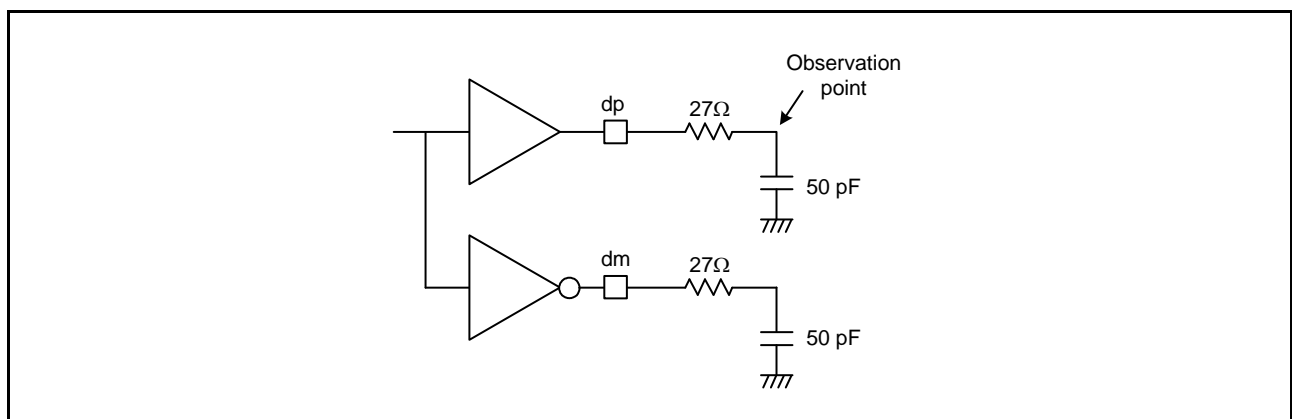 Observation
point
dp
27Ω
50 pF
dm
27Ω
50 pF